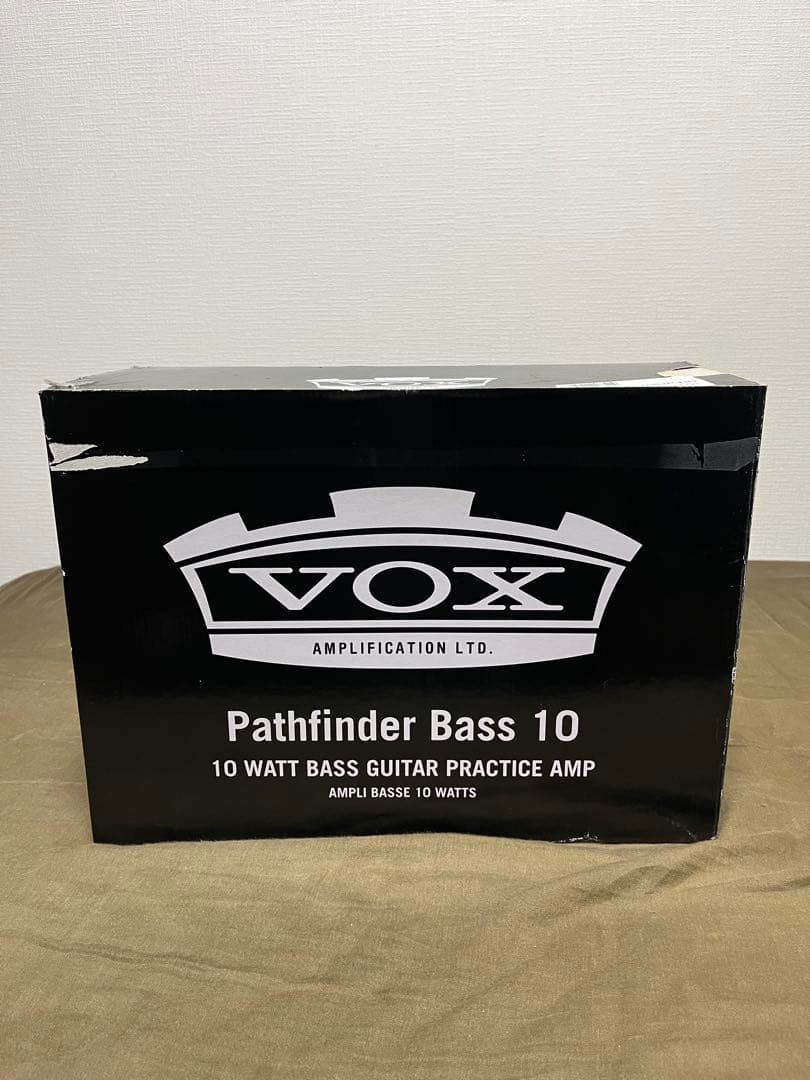 VOX
AMPLIFICATION LTD.
Pathfinder Bass 10
10 WATT BASS GUITAR PRACTICE AMP
AMPLI BASSE 10 WATTS